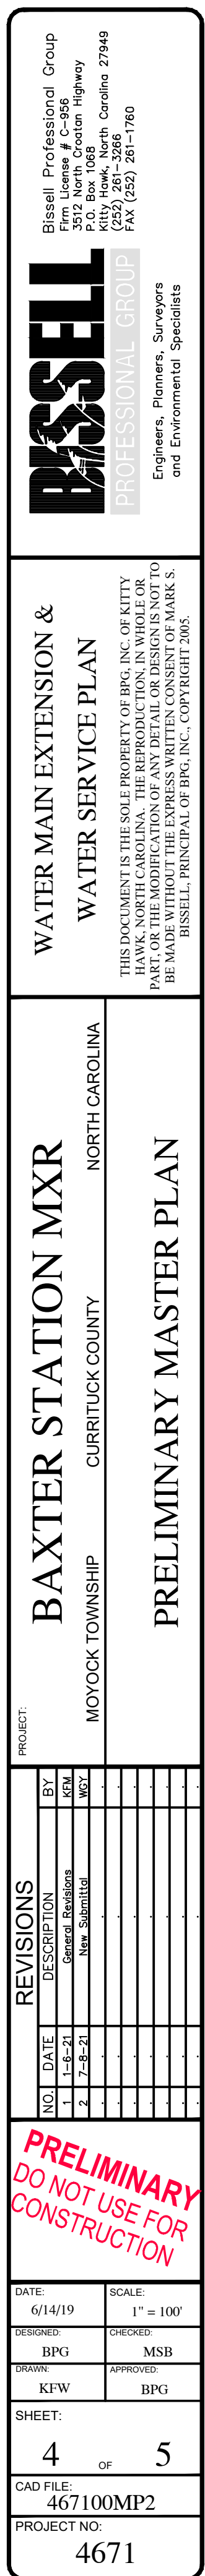 Bissell Professional Group
Firm License # C-956
3512 North Croatan Highway
P.O. Box 1068
Kitty Hawk, North Carolina 27949
(252) 261-3266
FAX (252) 261-1760
BISSELL
PROFESSIONAL GROUP
Engineers, Planners, Surveyors
and Environmental Specialists
WATER MAIN EXTENSION &
WATER SERVICE PLAN
THIS DOCUMENT IS THE SOLE PROPERTY OF BPG, INC. OF KITTY
HAWK, NORTH CAROLINA. THE REPRODUCTION, IN WHOLE OR
PART, OR THE MODIFICATION OF ANY DETAIL OR DESIGN IS NOT TO
BE MADE WITHOUT THE EXPRESS WRITTEN CONSENT OF MARK S.
BISSELL, PRINCIPAL OF BPG, INC., COPYRIGHT 2005.
PROJECT:
BAXTER STATION MXR
MOYOCK TOWNSHIP CURRITUCK COUNTY NORTH CAROLINA
PRELIMINARY MASTER PLAN
REVISIONS
NO. DATE DESCRIPTION BY
1 1-6-21 General Revisions KFM
2 7-8-21 New Submittal WGY
PRELIMINARY
DO NOT USE FOR
CONSTRUCTION
DATE: SCALE:
6/14/19 1" = 100'
DESIGNED: CHECKED:
BPG MSB
DRAWN: APPROVED:
KFW BPG
SHEET:
4 OF 5
CAD FILE:
467100MP2
PROJECT NO:
4671